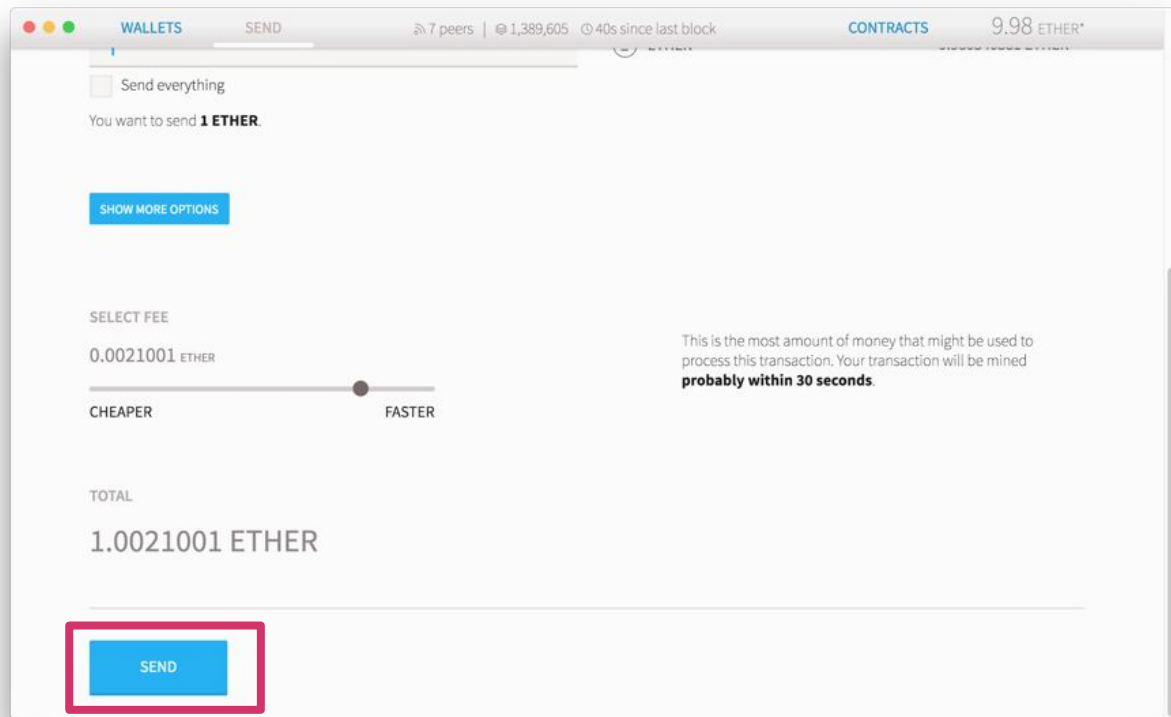 WALLETS SEND 7 peers | 1,389,605 40s since last block CONTRACTS 9.98 ETHER*
1 ETHER ETHER
Send everything
You want to send 1 ETHER.
SHOW MORE OPTIONS
SELECT FEE
0.0021001 ETHER
This is the most amount of money that might be used to
process this transaction. Your transaction will be mined
probably within 30 seconds.
CHEAPER FASTER
TOTAL
1.0021001 ETHER
SEND